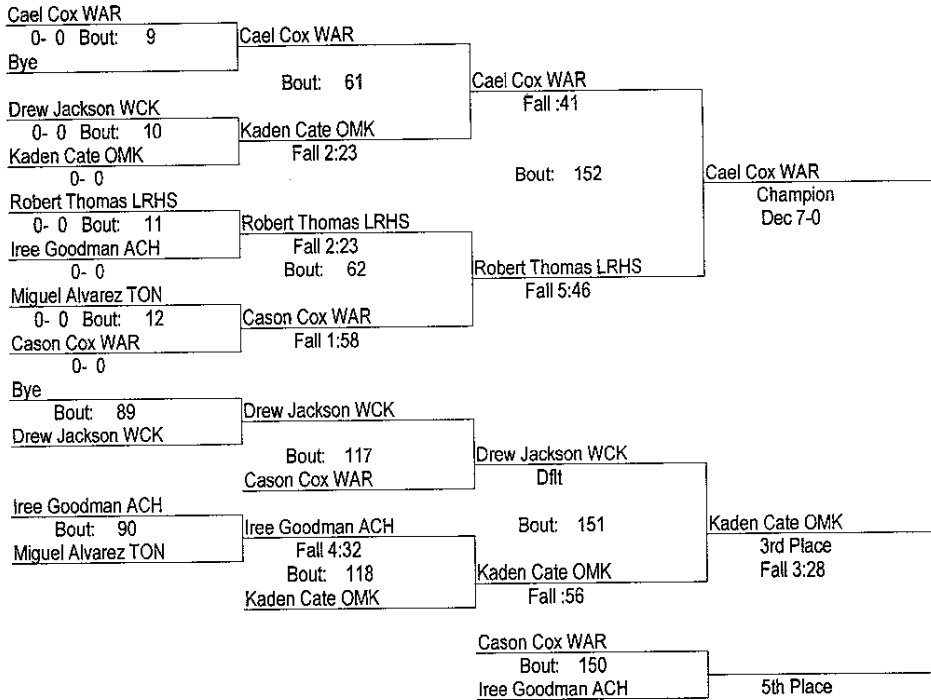 Cael Cox WAR
0- 0 Bout: 9
Bye
Cael Cox WAR
Bout: 61
Drew Jackson WCK
0- 0 Bout: 10
Kaden Cate OMK
0- 0
Kaden Cate OMK
Fall 2:23
Cael Cox WAR
Fall :41
Bout: 152
Robert Thomas LRHS
0- 0 Bout: 11
Iree Goodman ACH
0- 0
Robert Thomas LRHS
Fall 2:23
Bout: 62
Miguel Alvarez TON
0- 0 Bout: 12
Cason Cox WAR
0- 0
Cason Cox WAR
Fall 1:58
Robert Thomas LRHS
Fall 5:46
Cael Cox WAR
Champion
Dec 7-0
Bye
Bout: 89
Drew Jackson WCK
Drew Jackson WCK
Bout: 117
Cason Cox WAR
Drew Jackson WCK
Dflt
Bout: 151
Iree Goodman ACH
Bout: 90
Miguel Alvarez TON
Iree Goodman ACH
Fall 4:32
Bout: 118
Kaden Cate OMK
Kaden Cate OMK
Fall :56
Kaden Cate OMK
3rd Place
Fall 3:28
Cason Cox WAR
Bout: 150
Iree Goodman ACH
5th Place